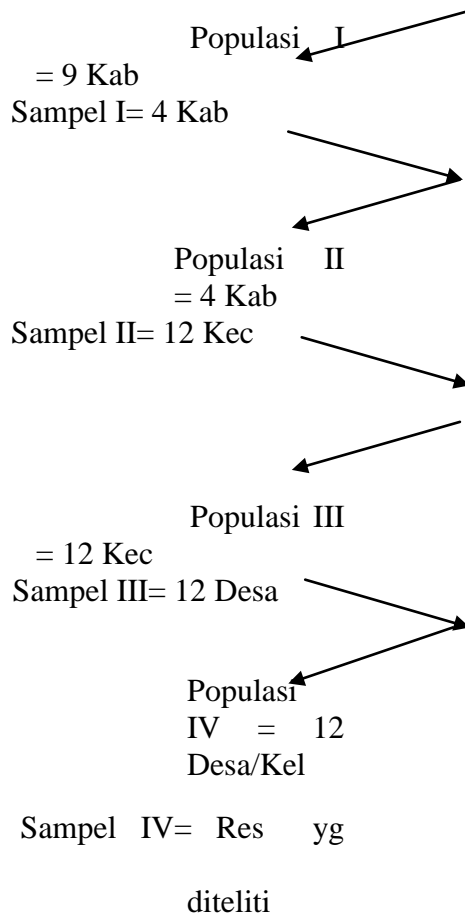 Populasi I
= 9 Kab
Sampel I= 4 Kab
Populasi II
= 4 Kab
Sampel II= 12 Kec
Populasi III
= 12 Kec
Sampel III= 12 Desa
Populasi
IV = 12
Desa/Kel
Sampel IV= Res yg
diteliti